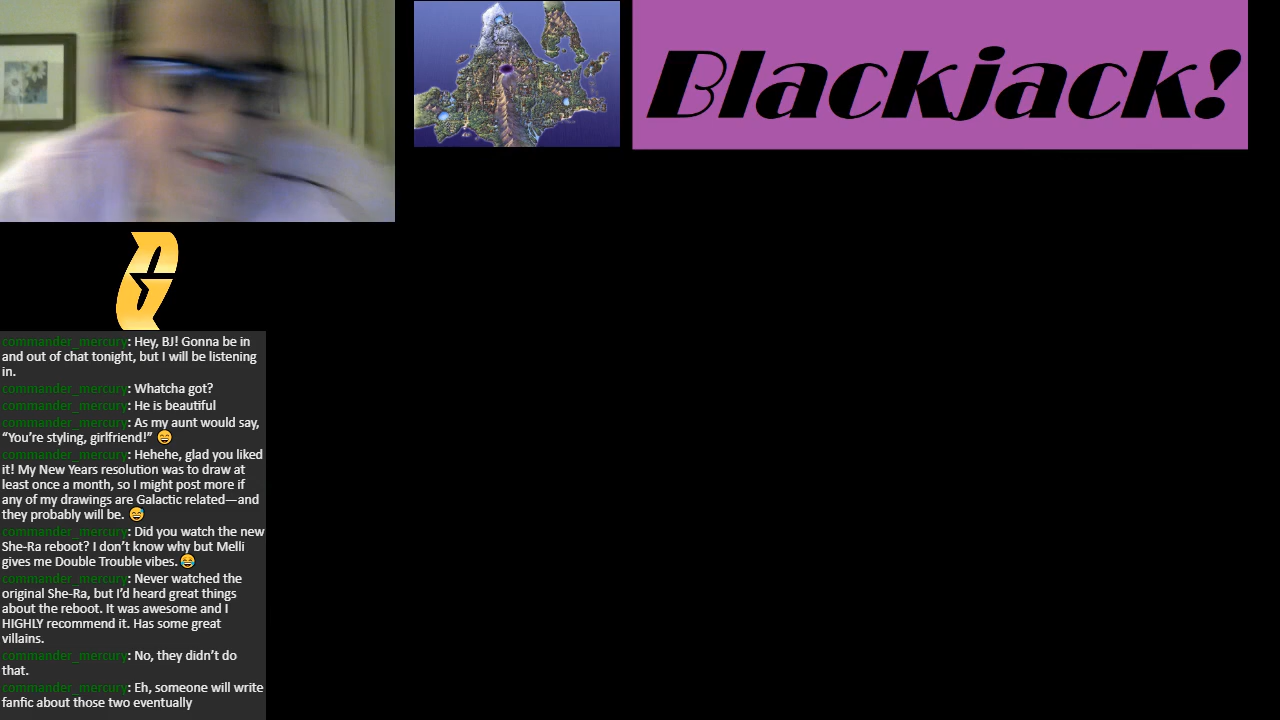 Blackjack!
G
commander_mercury: Hey, BJ! Gonna be in
and out of chat tonight, but I will be listening
in.
commander_mercury: Whatcha got?
commander_mercury: He is beautiful
commander_mercury: As my aunt would say,
“You’re styling, girlfriend!” 😄
commander_mercury: Hehehe, glad you liked
it! My New Years resolution was to draw at
least once a month, so I might post more if
any of my drawings are Galactic related—and
they probably will be. 😅
commander_mercury: Did you watch the new
She-Ra reboot? I don’t know why but Melli
gives me Double Trouble vibes. 😂
commander_mercury: Never watched the
original She-Ra, but I’d heard great things
about the reboot. It was awesome and I
HIGHLY recommend it. Has some great
villains.
commander_mercury: No, they didn’t do
that.
commander_mercury: Eh, someone will write
fanfic about those two eventually